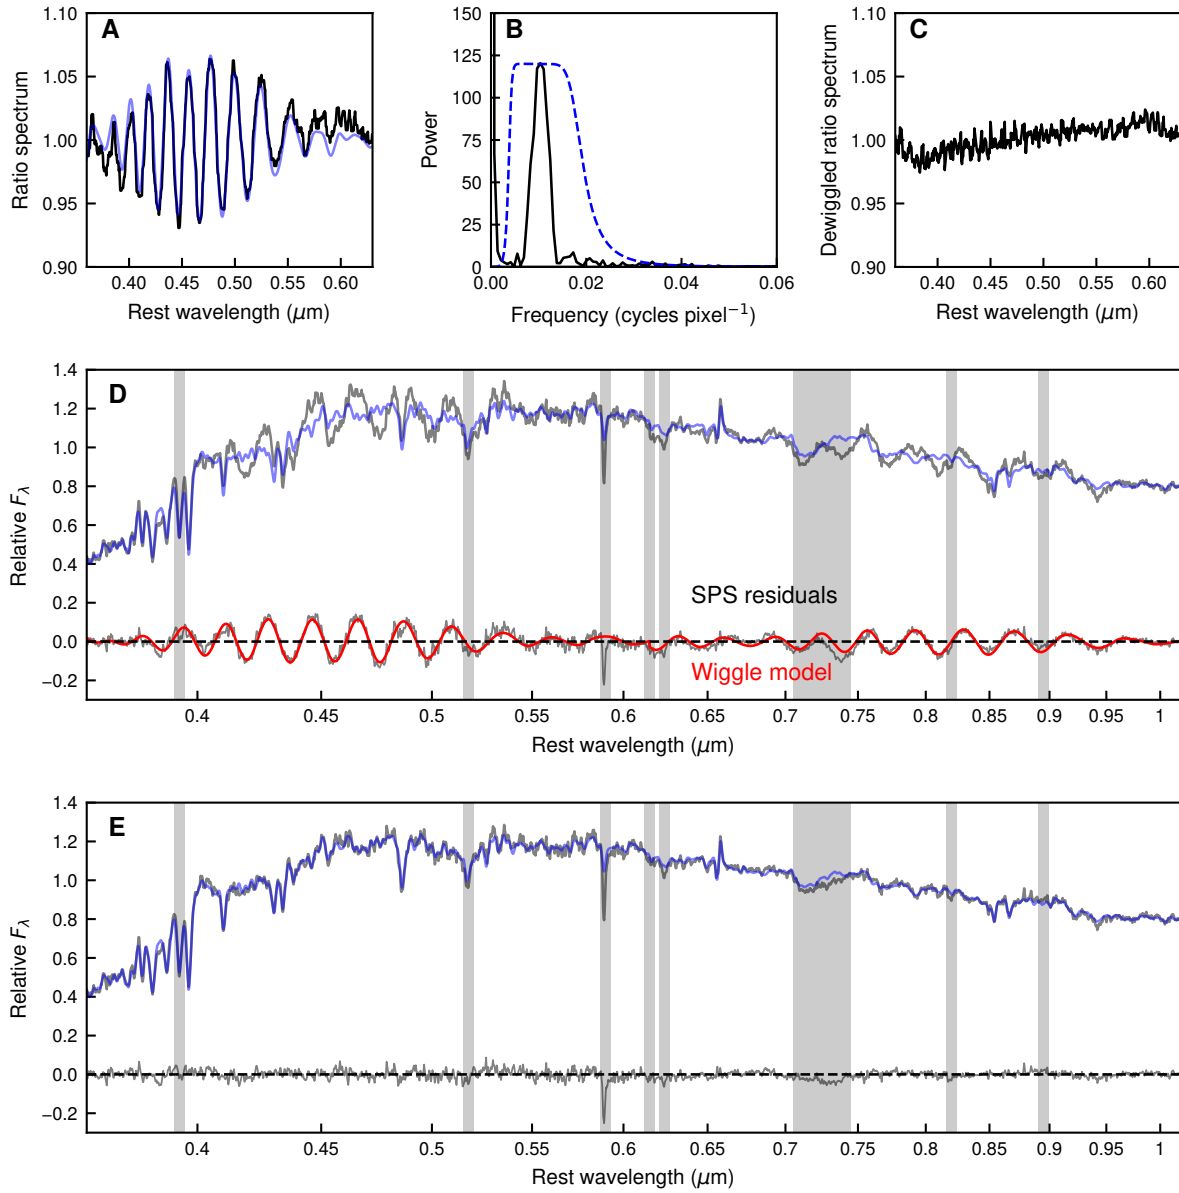 A
Ratio spectrum
1.10
1.05
1.00
0.95
0.90
0.40 0.45 0.50 0.55 0.60
Rest wavelength (μm)
B
Power
150
125
100
75
50
25
0
0.00 0.02 0.04 0.06
Frequency (cycles pixel⁻¹)
C
Dewiggled ratio spectrum
1.10
1.05
1.00
0.95
0.90
0.40 0.45 0.50 0.55 0.60
Rest wavelength (μm)
D
Relative Fλ
1.4
1.2
1.0
0.8
0.6
0.4
0.2
0.0
−0.2
SPS residuals
Wiggle model
0.4 0.45 0.5 0.55 0.6 0.65 0.7 0.75 0.8 0.85 0.9 0.95 1
Rest wavelength (μm)
E
Relative Fλ
1.4
1.2
1.0
0.8
0.6
0.4
0.2
0.0
−0.2
0.4 0.45 0.5 0.55 0.6 0.65 0.7 0.75 0.8 0.85 0.9 0.95 1
Rest wavelength (μm)